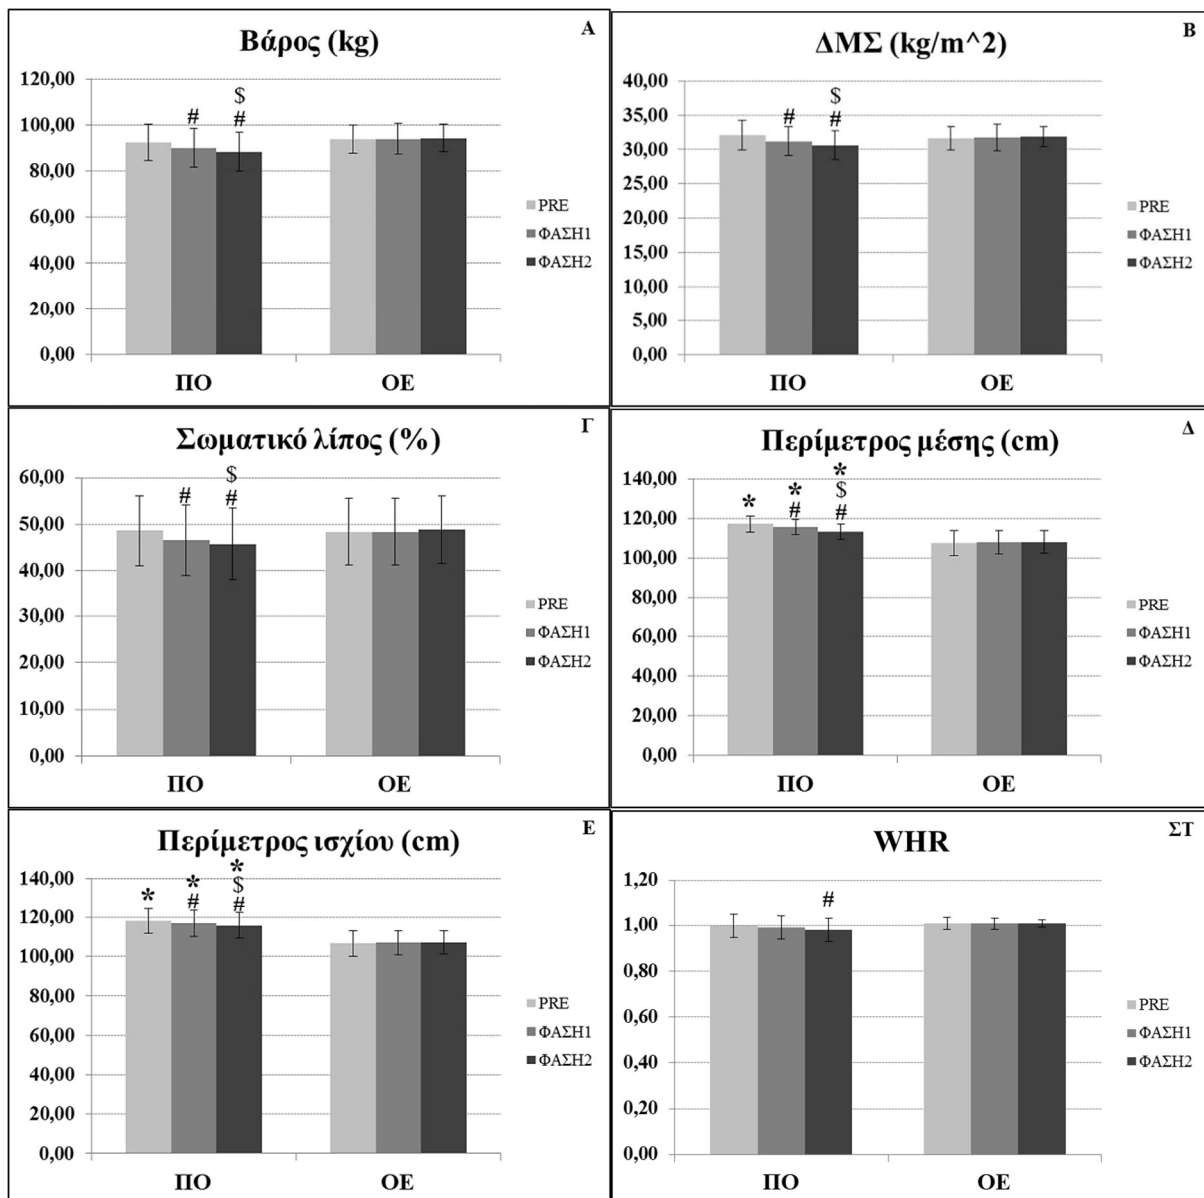 Βάρος (kg)
Α
120,00
100,00
80,00
60,00
40,00
20,00
0,00
$
# #
ΠΟ
ΟΕ
PRE
ΦΑΣΗ1
ΦΑΣΗ2
ΔΜΣ (kg/m^2)
Β
40,00
35,00
30,00
25,00
20,00
15,00
10,00
5,00
0,00
$
# #
ΠΟ
ΟΕ
PRE
ΦΑΣΗ1
ΦΑΣΗ2
Σωματικό λίπος (%)
Γ
60,00
50,00
40,00
30,00
20,00
10,00
0,00
$
# #
ΠΟ
ΟΕ
PRE
ΦΑΣΗ1
ΦΑΣΗ2
Περίμετρος μέσης (cm)
Δ
140,00
120,00
100,00
80,00
60,00
40,00
20,00
0,00
*
* $
* # #
ΠΟ
ΟΕ
PRE
ΦΑΣΗ1
ΦΑΣΗ2
Περίμετρος ισχίου (cm)
Ε
140,00
120,00
100,00
80,00
60,00
40,00
20,00
0,00
*
* $
* # #
ΠΟ
ΟΕ
PRE
ΦΑΣΗ1
ΦΑΣΗ2
WHR
ΣΤ
1,20
1,00
0,80
0,60
0,40
0,20
0,00
#
ΠΟ
ΟΕ
PRE
ΦΑΣΗ1
ΦΑΣΗ2